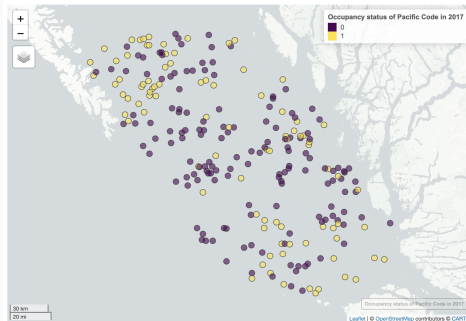 +
−
Occupancy status of Pacific Code in 2017
0
1
30 km
20 mi
Occupancy status of Pacific Code in 2017
Leaflet | © OpenStreetMap contributors © CART